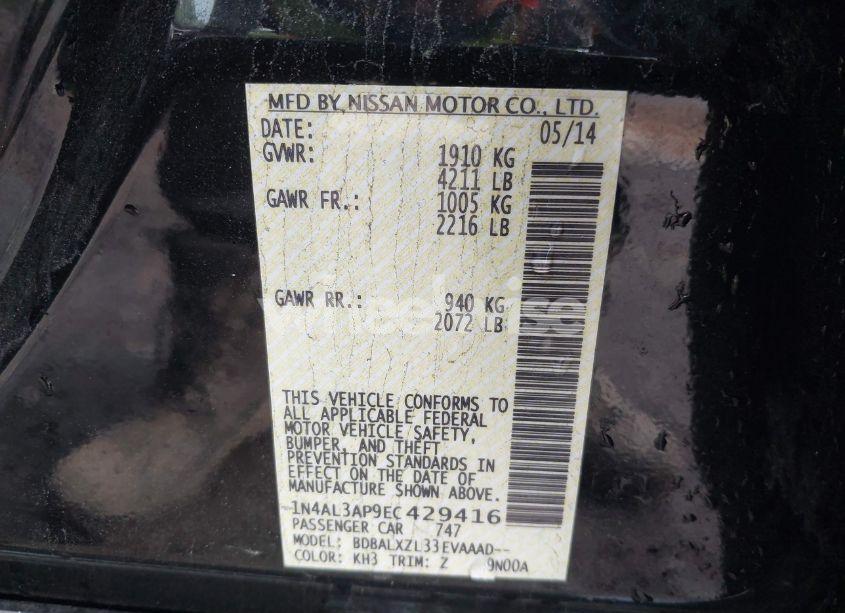 MFD BY NISSAN MOTOR CO., LTD.
DATE: 05/14
GVWR: 1910 KG
4211 LB
GAWR FR.: 1005 KG
2216 LB
GAWR RR.: 940 KG
2072 LB
THIS VEHICLE CONFORMS TO
ALL APPLICABLE FEDERAL
MOTOR VEHICLE SAFETY,
BUMPER, AND THEFT
PREVENTION STANDARDS IN
EFFECT ON THE DATE OF
MANUFACTURE SHOWN ABOVE.
1N4AL3AP9EC429416
PASSENGER CAR 747
MODEL: BDBALXZL33EVAAAD--
COLOR: KH3 TRIM: Z 9N00A